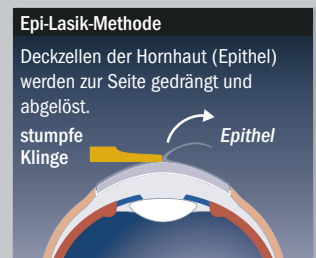 Epi-Lasik-Methode
Deckzellen der Hornhaut (Epithel)
werden zur Seite gedrängt und
abgelöst.
stumpfe
Klinge
Epithel